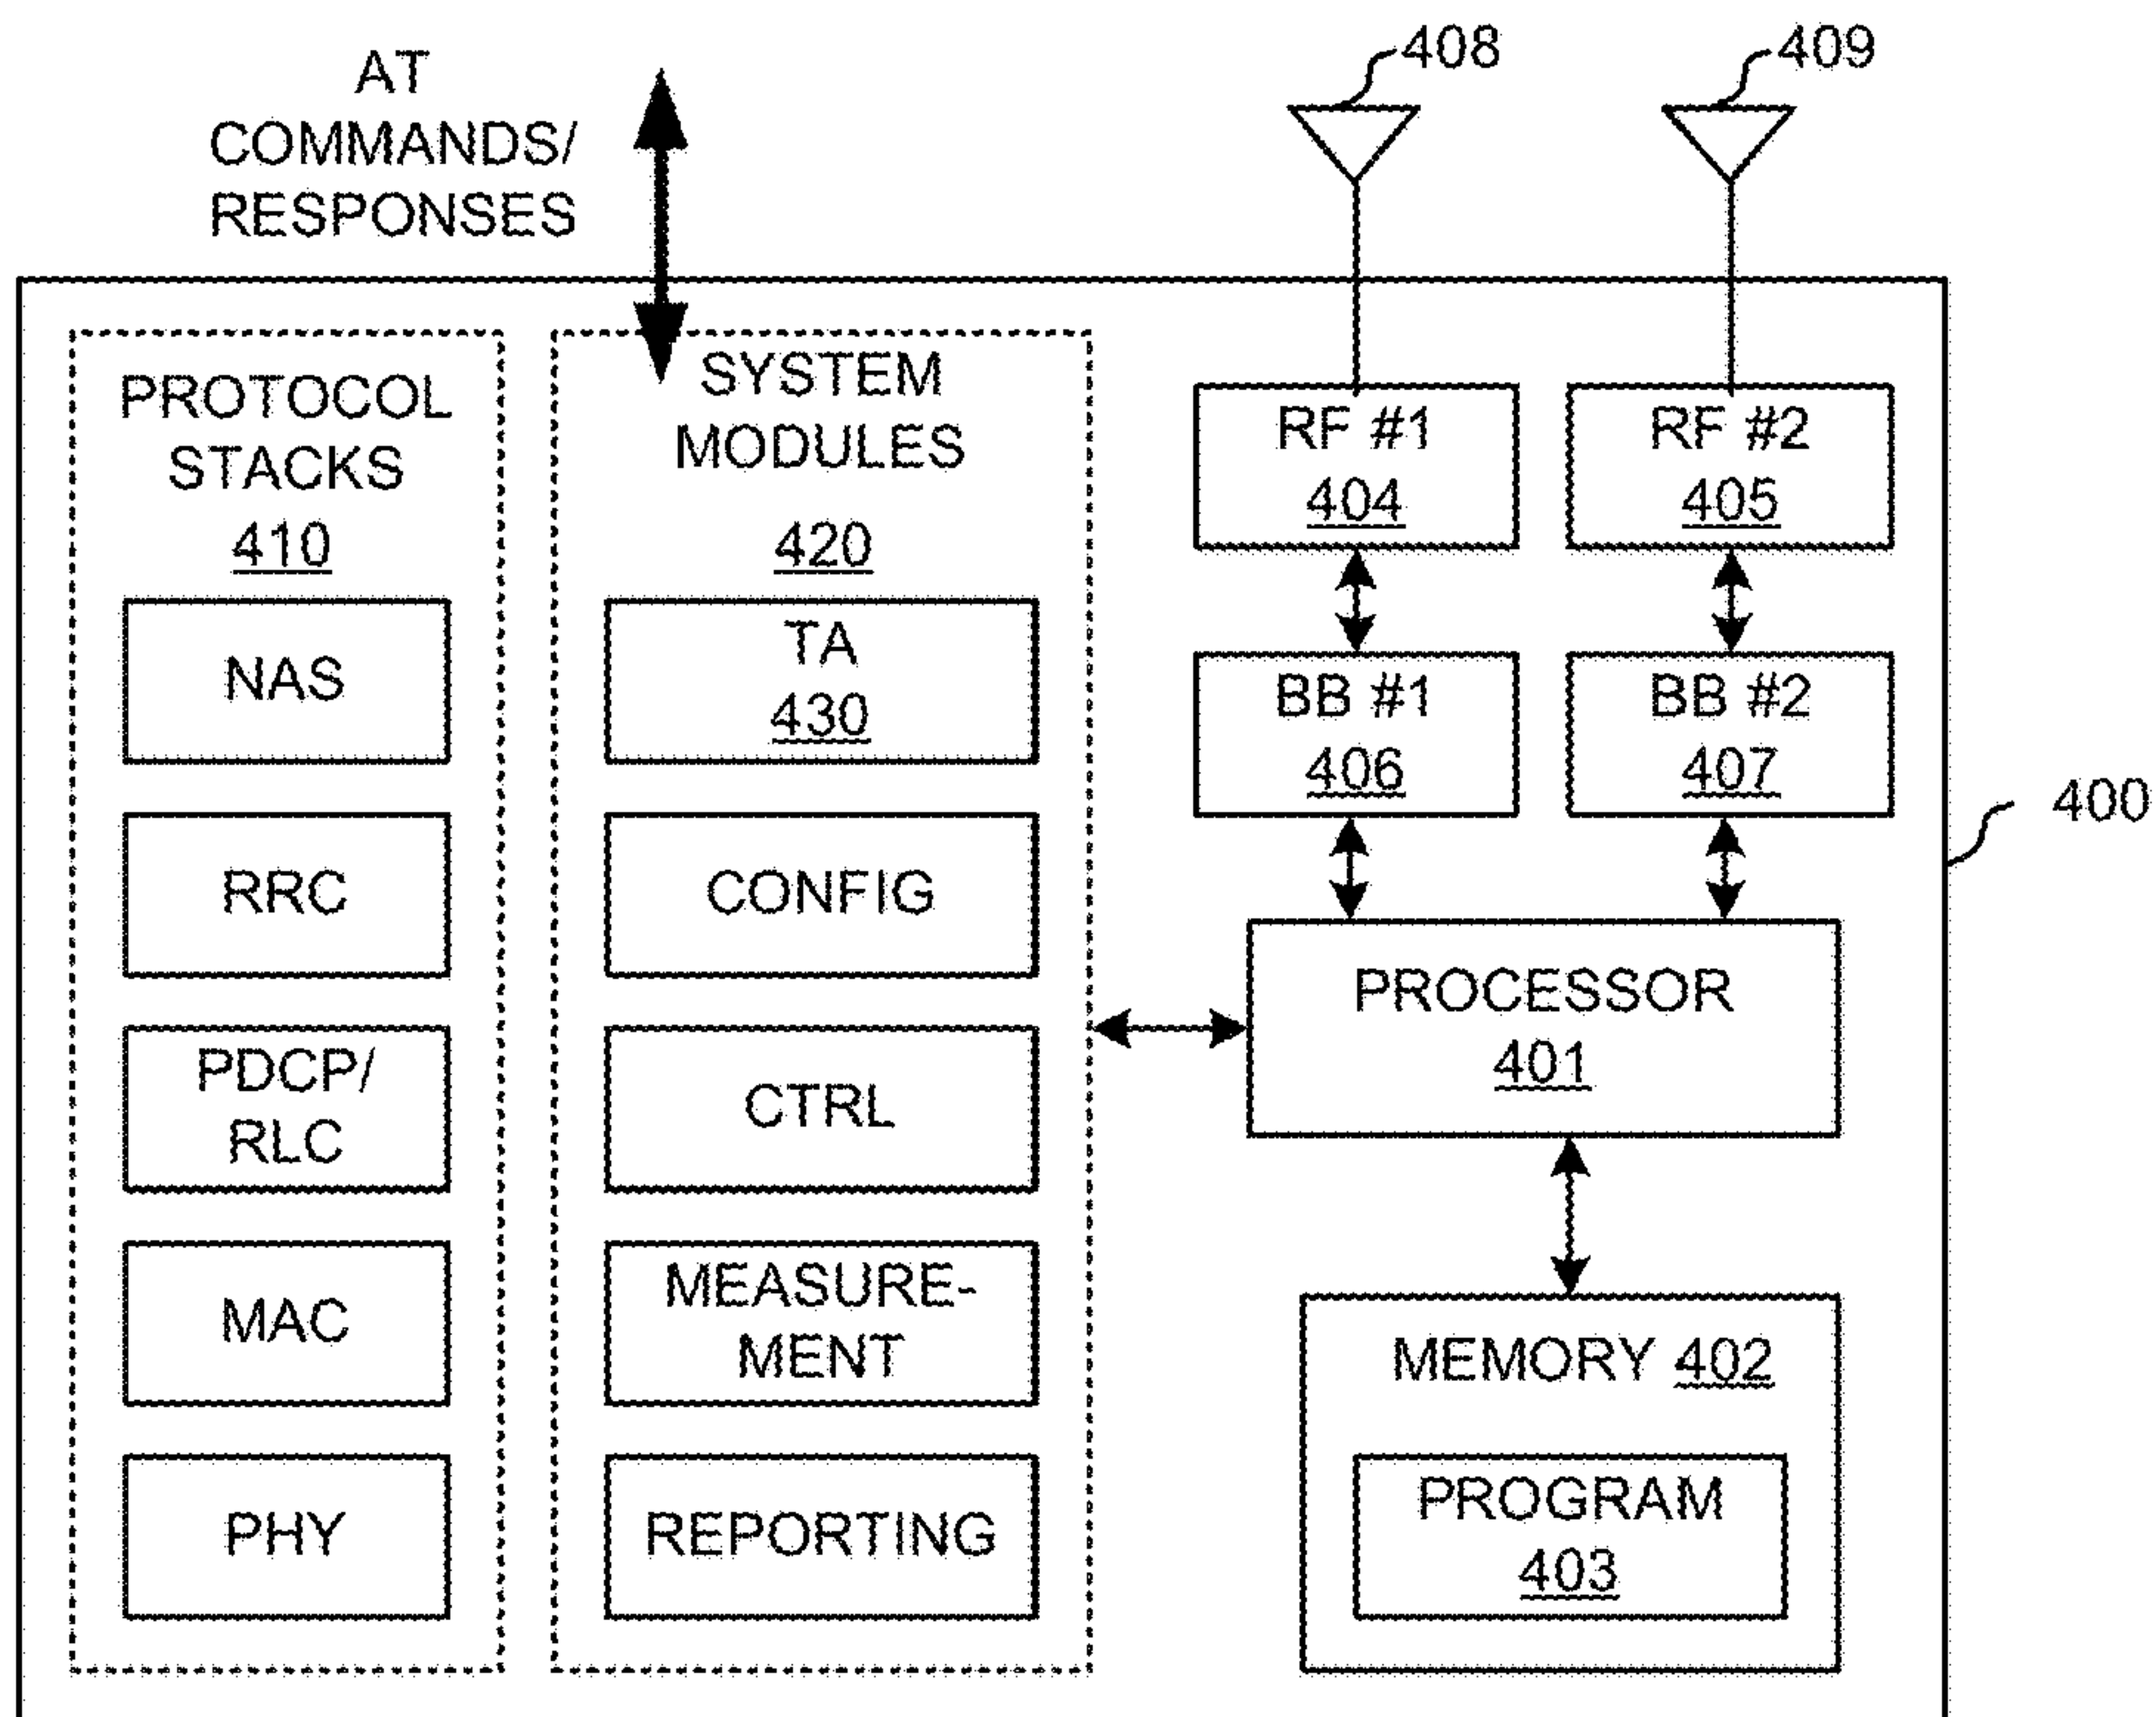 AT
COMMANDS/
RESPONSES
408
409
PROTOCOL
STACKS
410
NAS
RRC
PDCP/
RLC
MAC
PHY
SYSTEM
MODULES
420
TA
430
CONFIG
CTRL
MEASURE-
MENT
REPORTING
RF #1
404
RF #2
405
BB #1
406
BB #2
407
400
PROCESSOR
401
MEMORY 402
PROGRAM
403